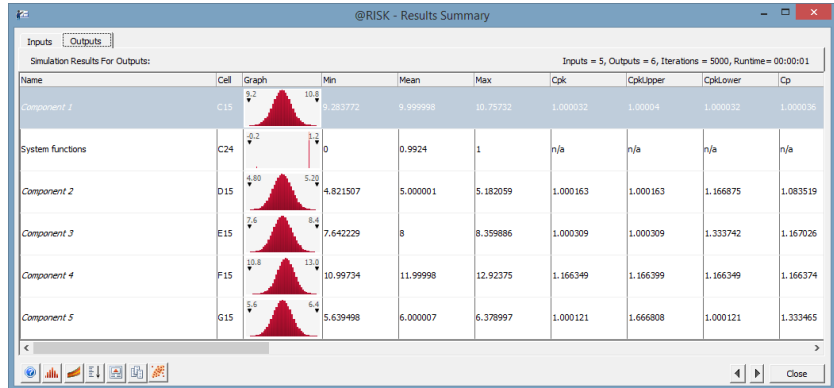 @RISK - Results Summary
Inputs Outputs
Simulation Results For Outputs: Inputs = 5, Outputs = 6, Iterations = 5000, Runtime= 00:00:01
Name Cell Graph Min Mean Max Cpk CpkUpper CpkLower Cp
Component 1 C15 9.2 10.8 9.283772 9.999998 10.75732 1.000032 1.00004 1.000032 1.000036
System functions C24 -0.2 1.2 0 0.9924 1 n/a n/a n/a n/a
Component 2 D15 4.80 5.20 4.821507 5.000001 5.182059 1.000163 1.000163 1.166875 1.083519
Component 3 E15 7.6 8.4 7.642229 8 8.359886 1.000309 1.000309 1.333742 1.167026
Component 4 F15 10.8 13.0 10.99734 11.99998 12.92375 1.166349 1.166399 1.166349 1.166374
Component 5 G15 5.6 6.4 5.639498 6.000007 6.378997 1.000121 1.666808 1.000121 1.333465
Close